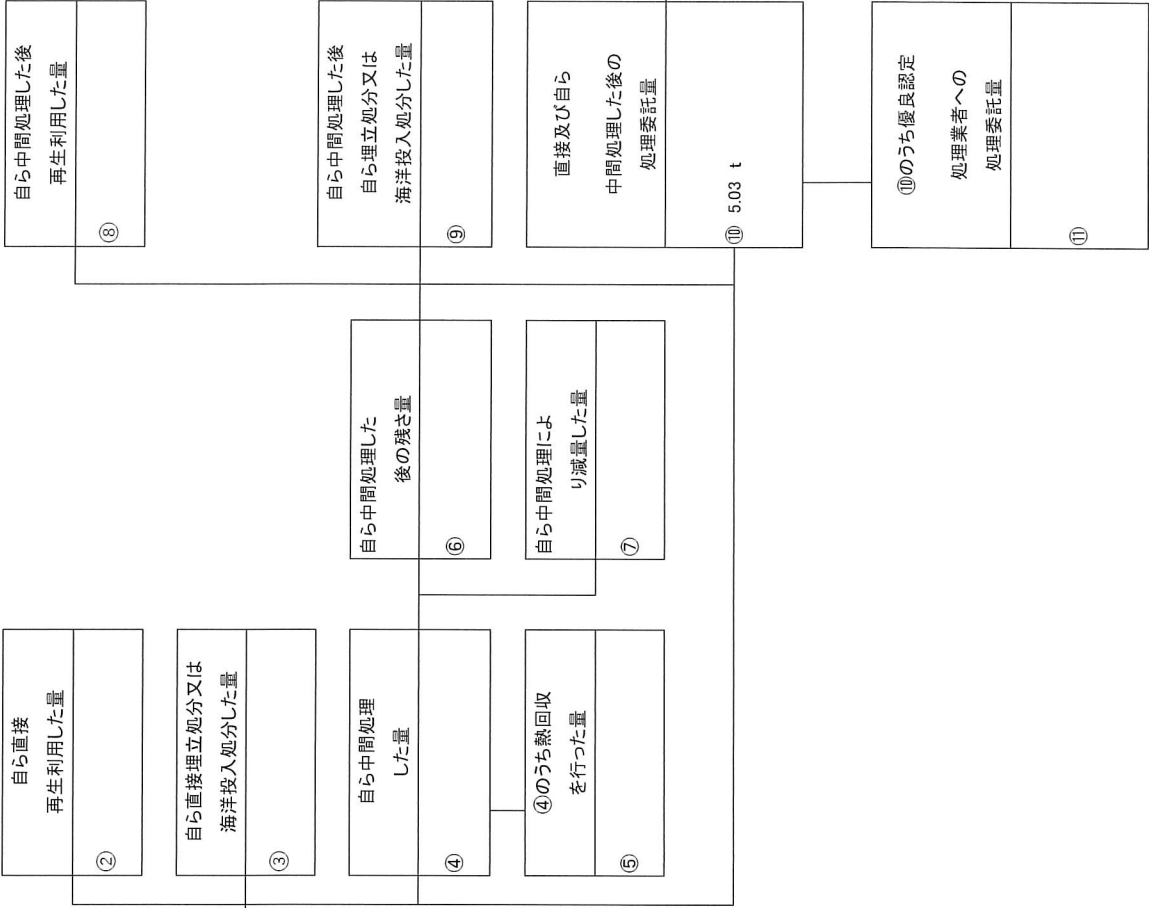 自ら直接
再生利用した量
②
自ら直接埋立処分又は
海洋投入処分した量
③
自ら中間処理
した量
④
④のうち熱回収
を行った量
⑤
自ら中間処理した
後の残さ量
⑥
自ら中間処理によ
り減量した量
⑦
自ら中間処理した後
再生利用した量
⑧
自ら中間処理した後
自ら埋立処分又は
海洋投入処分した量
⑨
直接及び自ら
中間処理した後の
処理委託量
⑩ 5.03 t
⑩のうち優良認定
処理業者への
処理委託量
⑪